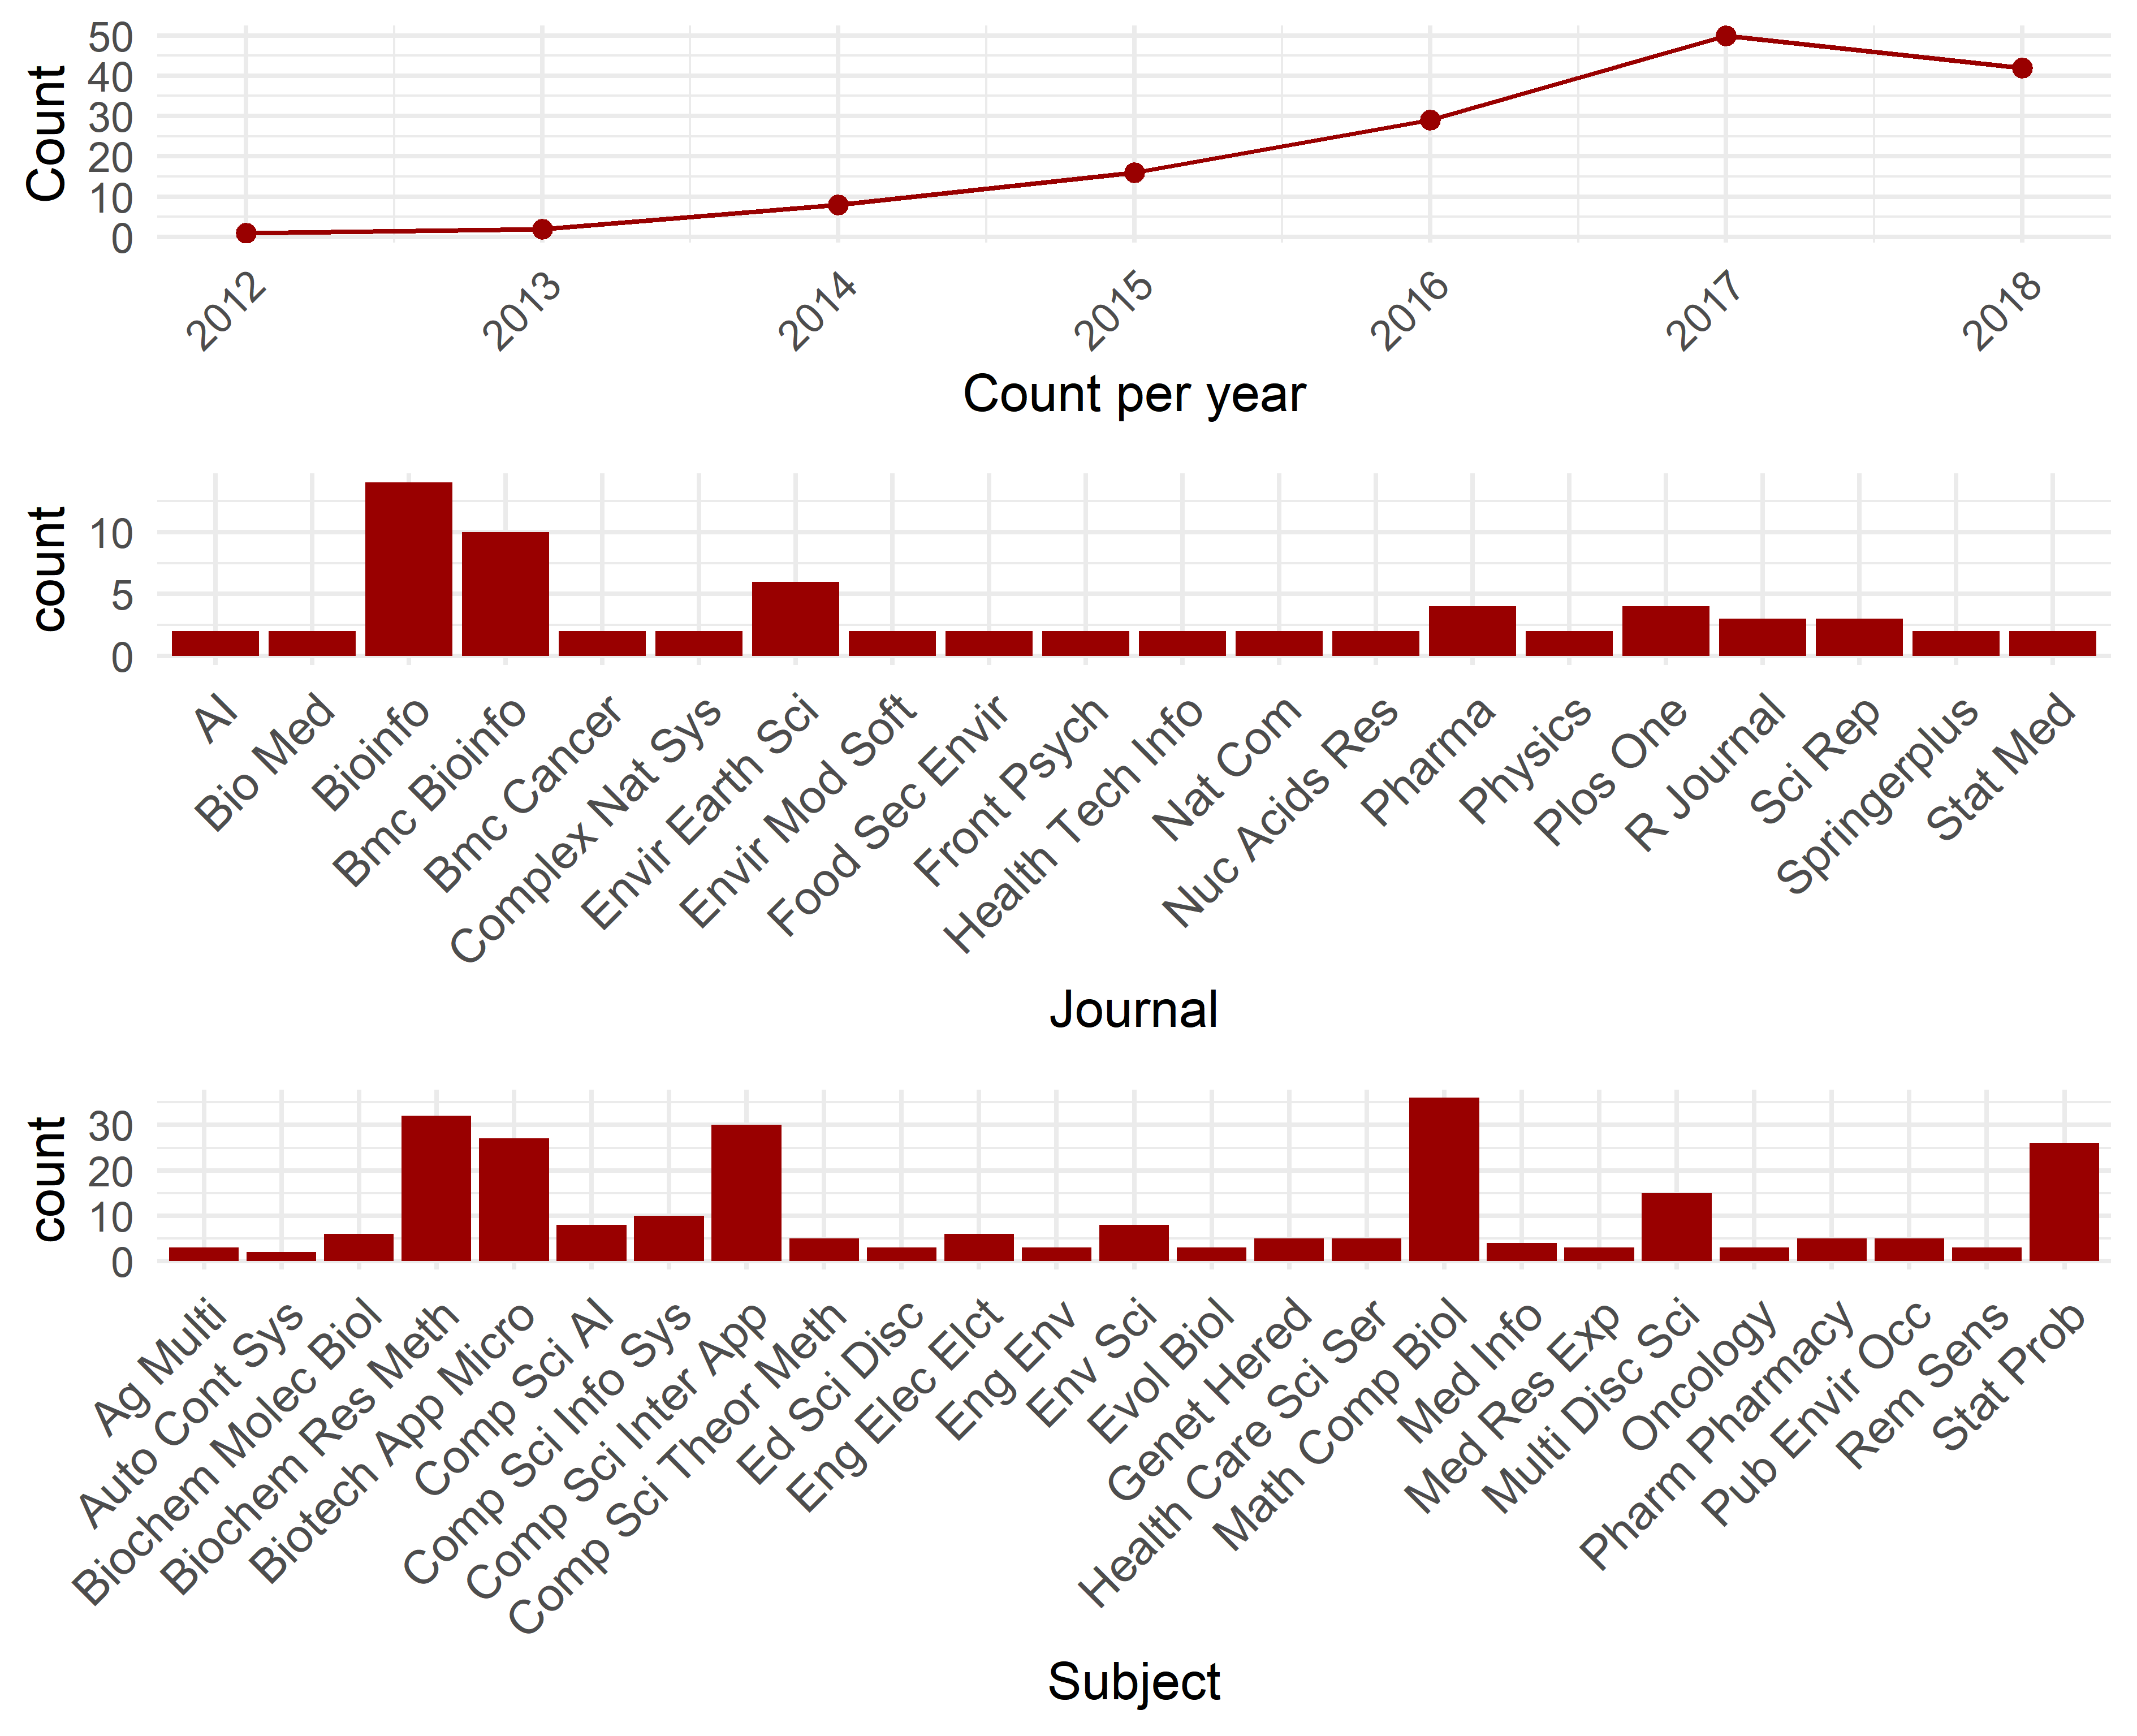 Count
50
40
30
20
10
0
2012
2013
2014
2015
2016
2017
2018
Count per year
count
10
5
0
AI
Bio Med
Bioinfo
Bmc Bioinfo
Bmc Cancer
Complex Nat Sys
Envir Earth Sci
Envir Mod Soft
Food Sec Envir
Front Psych
Health Tech Info
Nat Com
Nuc Acids Res
Pharma
Physics
Plos One
R Journal
Sci Rep
Springerplus
Stat Med
Journal
count
30
20
10
0
Ag Multi
Auto Cont Sys
Biochem Molec Biol
Biochem Res Meth
Biotech App Micro
Comp Sci AI
Comp Sci Info Sys
Comp Sci Inter App
Comp Sci Theor Meth
Ed Sci Disc
Eng Elec Elct
Eng Env
Env Sci
Evol Biol
Genet Hered
Health Care Sci Ser
Math Comp Biol
Med Info
Med Res Exp
Multi Disc Sci
Oncology
Pharm Pharmacy
Pub Envir Occ
Rem Sens
Stat Prob
Subject